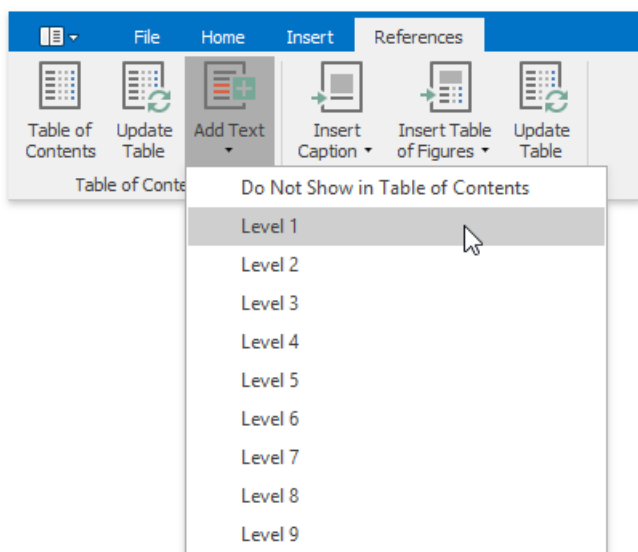 File Home Insert References
Table of Contents
Update Table
Add Text
Insert Caption
Insert Table of Figures
Update Table
Table of Conte
Do Not Show in Table of Contents
Level 1
Level 2
Level 3
Level 4
Level 5
Level 6
Level 7
Level 8
Level 9